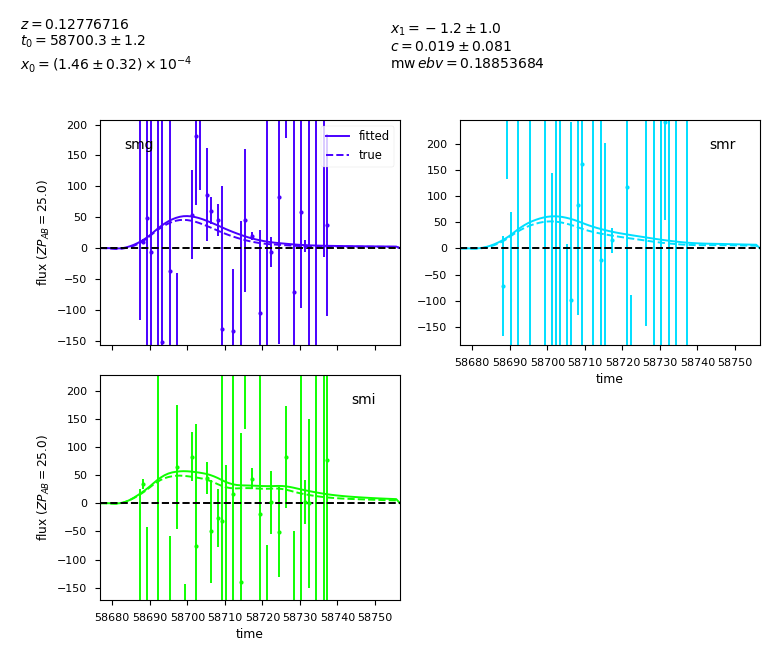 z = 0.12776716
t₀ = 58700.3 ± 1.2
x₀ = (1.46 ± 0.32) × 10⁻⁴
x₁ = −1.2 ± 1.0
c = 0.019 ± 0.081
mw ebv = 0.18853684
smg
fitted
true
200
150
100
50
0
−50
−100
−150
flux (ZP_AB = 25.0)
smr
200
150
100
50
0
−50
−100
−150
58680 58690 58700 58710 58720 58730 58740 58750
time
smi
200
150
100
50
0
−50
−100
−150
flux (ZP_AB = 25.0)
58680 58690 58700 58710 58720 58730 58740 58750
time